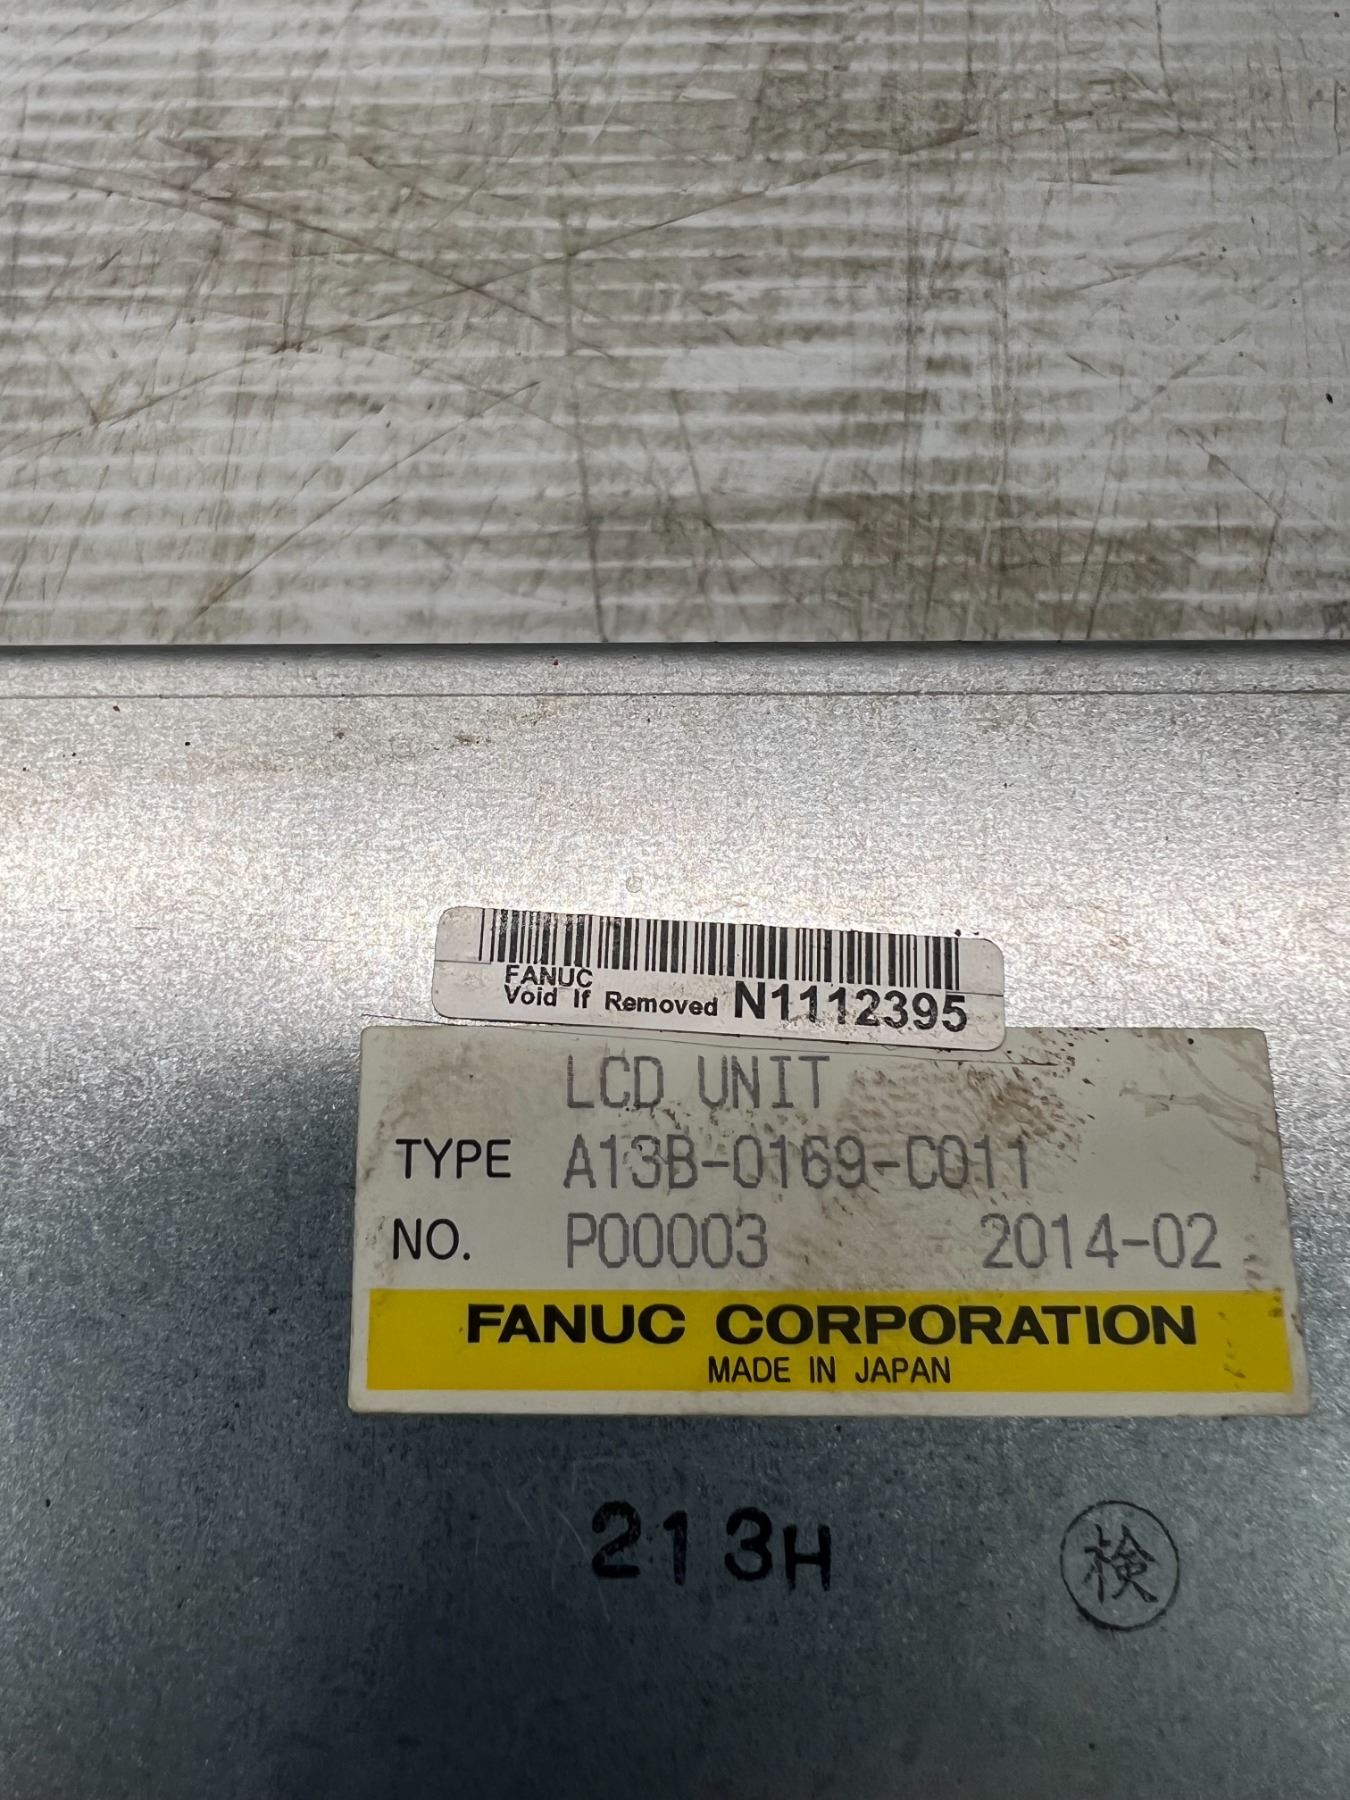 FANUC
Void If Removed N1112395
LCD UNIT
TYPE A13B-0169-C011
NO. P00003 2014-02
FANUC CORPORATION
MADE IN JAPAN
213H
検